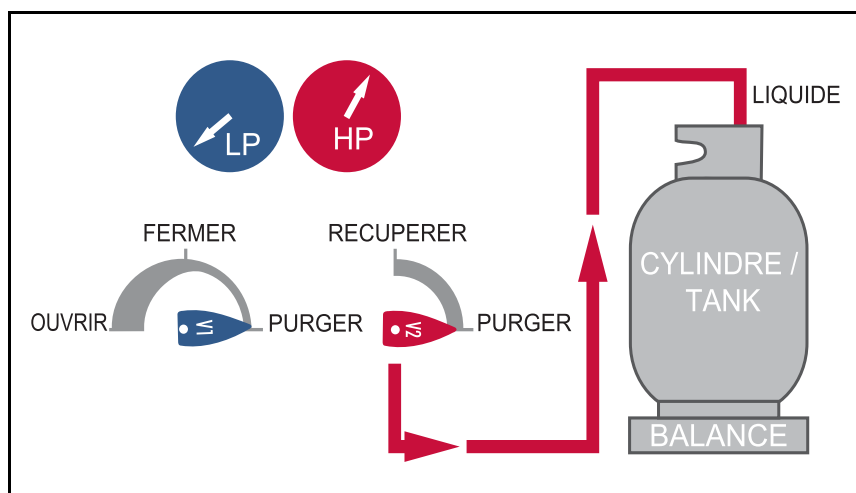 LP
HP
LIQUIDE
FERMER
RECUPERER
CYLINDRE /
TANK
OUVRIR
V1
PURGER
V2
PURGER
BALANCE